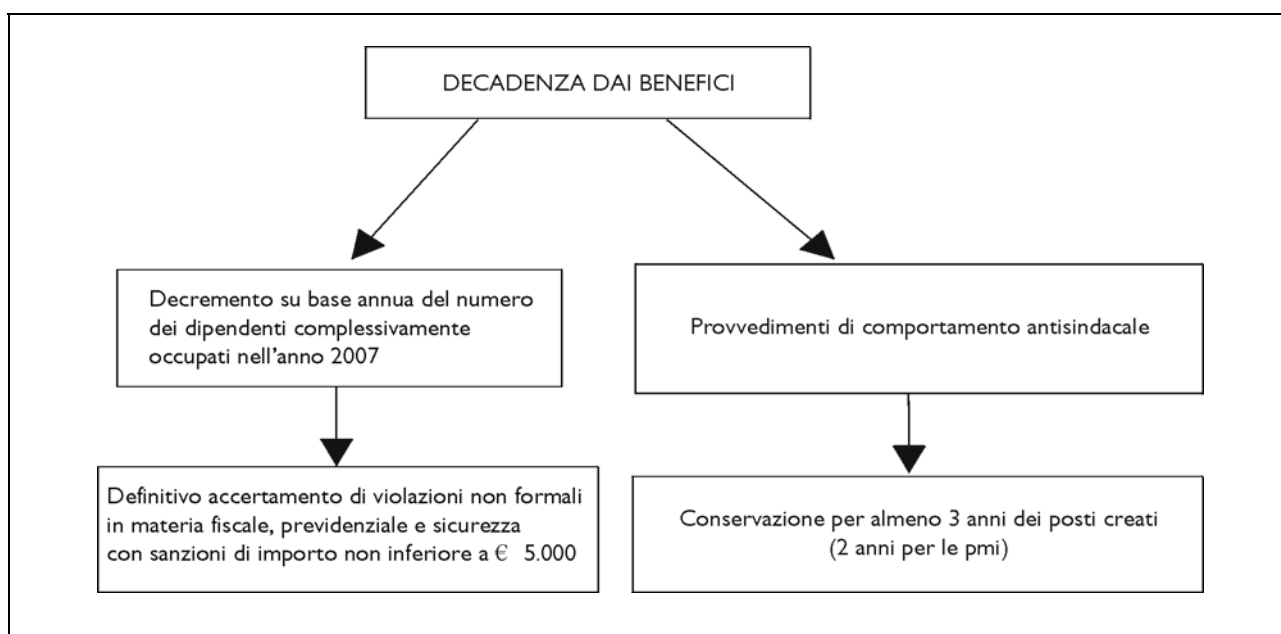 DECADENZA DAI BENEFICI
Decremento su base annua del numero
dei dipendenti complessivamente
occupati nell'anno 2007
Provvedimenti di comportamento antisindacale
Definitivo accertamento di violazioni non formali
in materia fiscale, previdenziale e sicurezza
con sanzioni di importo non inferiore a € 5.000
Conservazione per almeno 3 anni dei posti creati
(2 anni per le pmi)